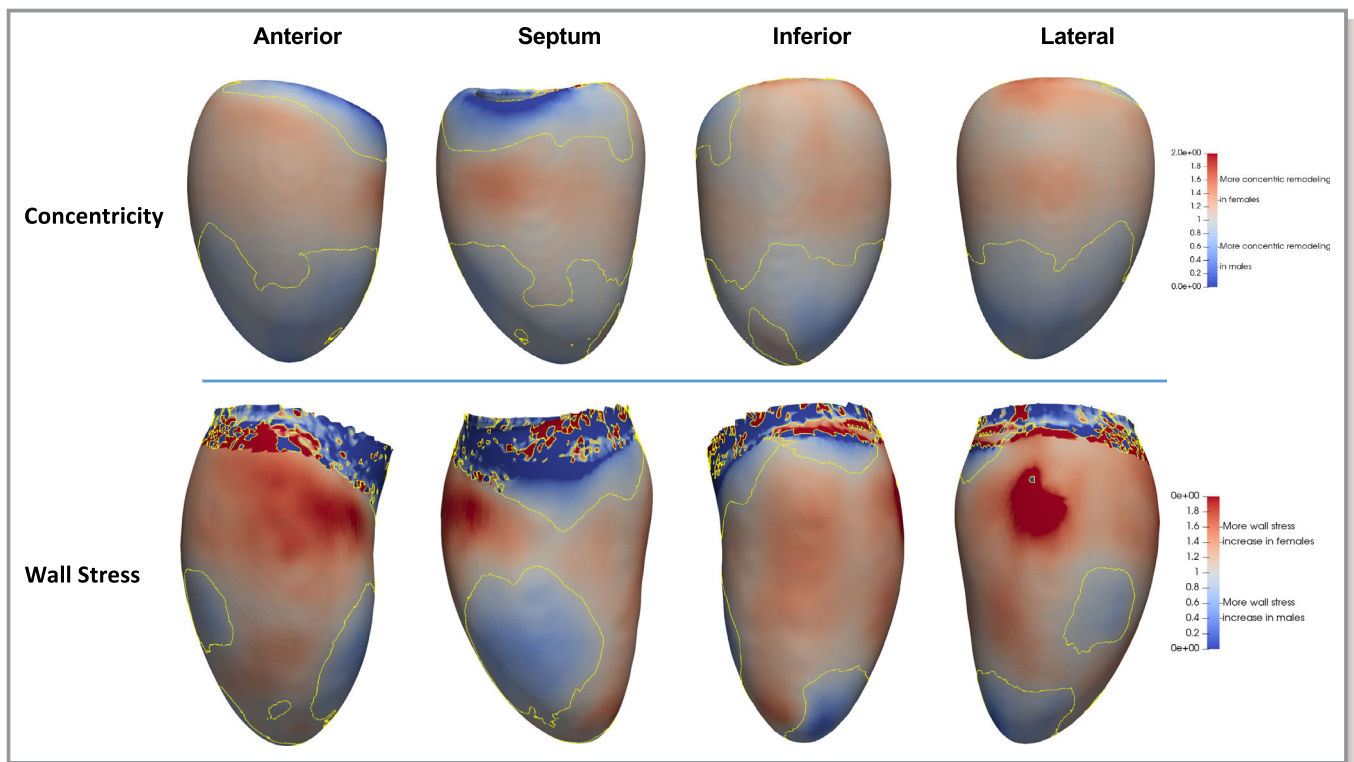 Anterior Septum Inferior Lateral
Concentricity
2.0e+00
1.8
1.6 More concentric remodeling
1.4
1.2 in females
1
0.8
0.6 More concentric remodeling
0.4
0.2 in males
0.0e+00
Wall Stress
0e+00
1.8
1.6 More wall stress
1.4 increase in females
1.2
1
0.8
0.6 More wall stress
0.4 increase in males
0.2
0e+00